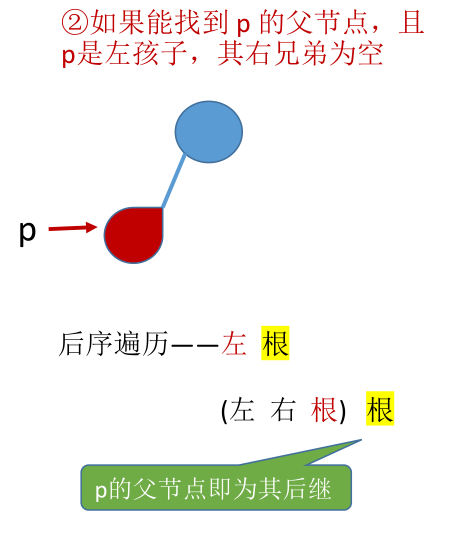 ②如果能找到 p 的父节点，且
p是左孩子，其右兄弟为空
p
后序遍历——左 根
(左 右 根) 根
p的父节点即为其后继